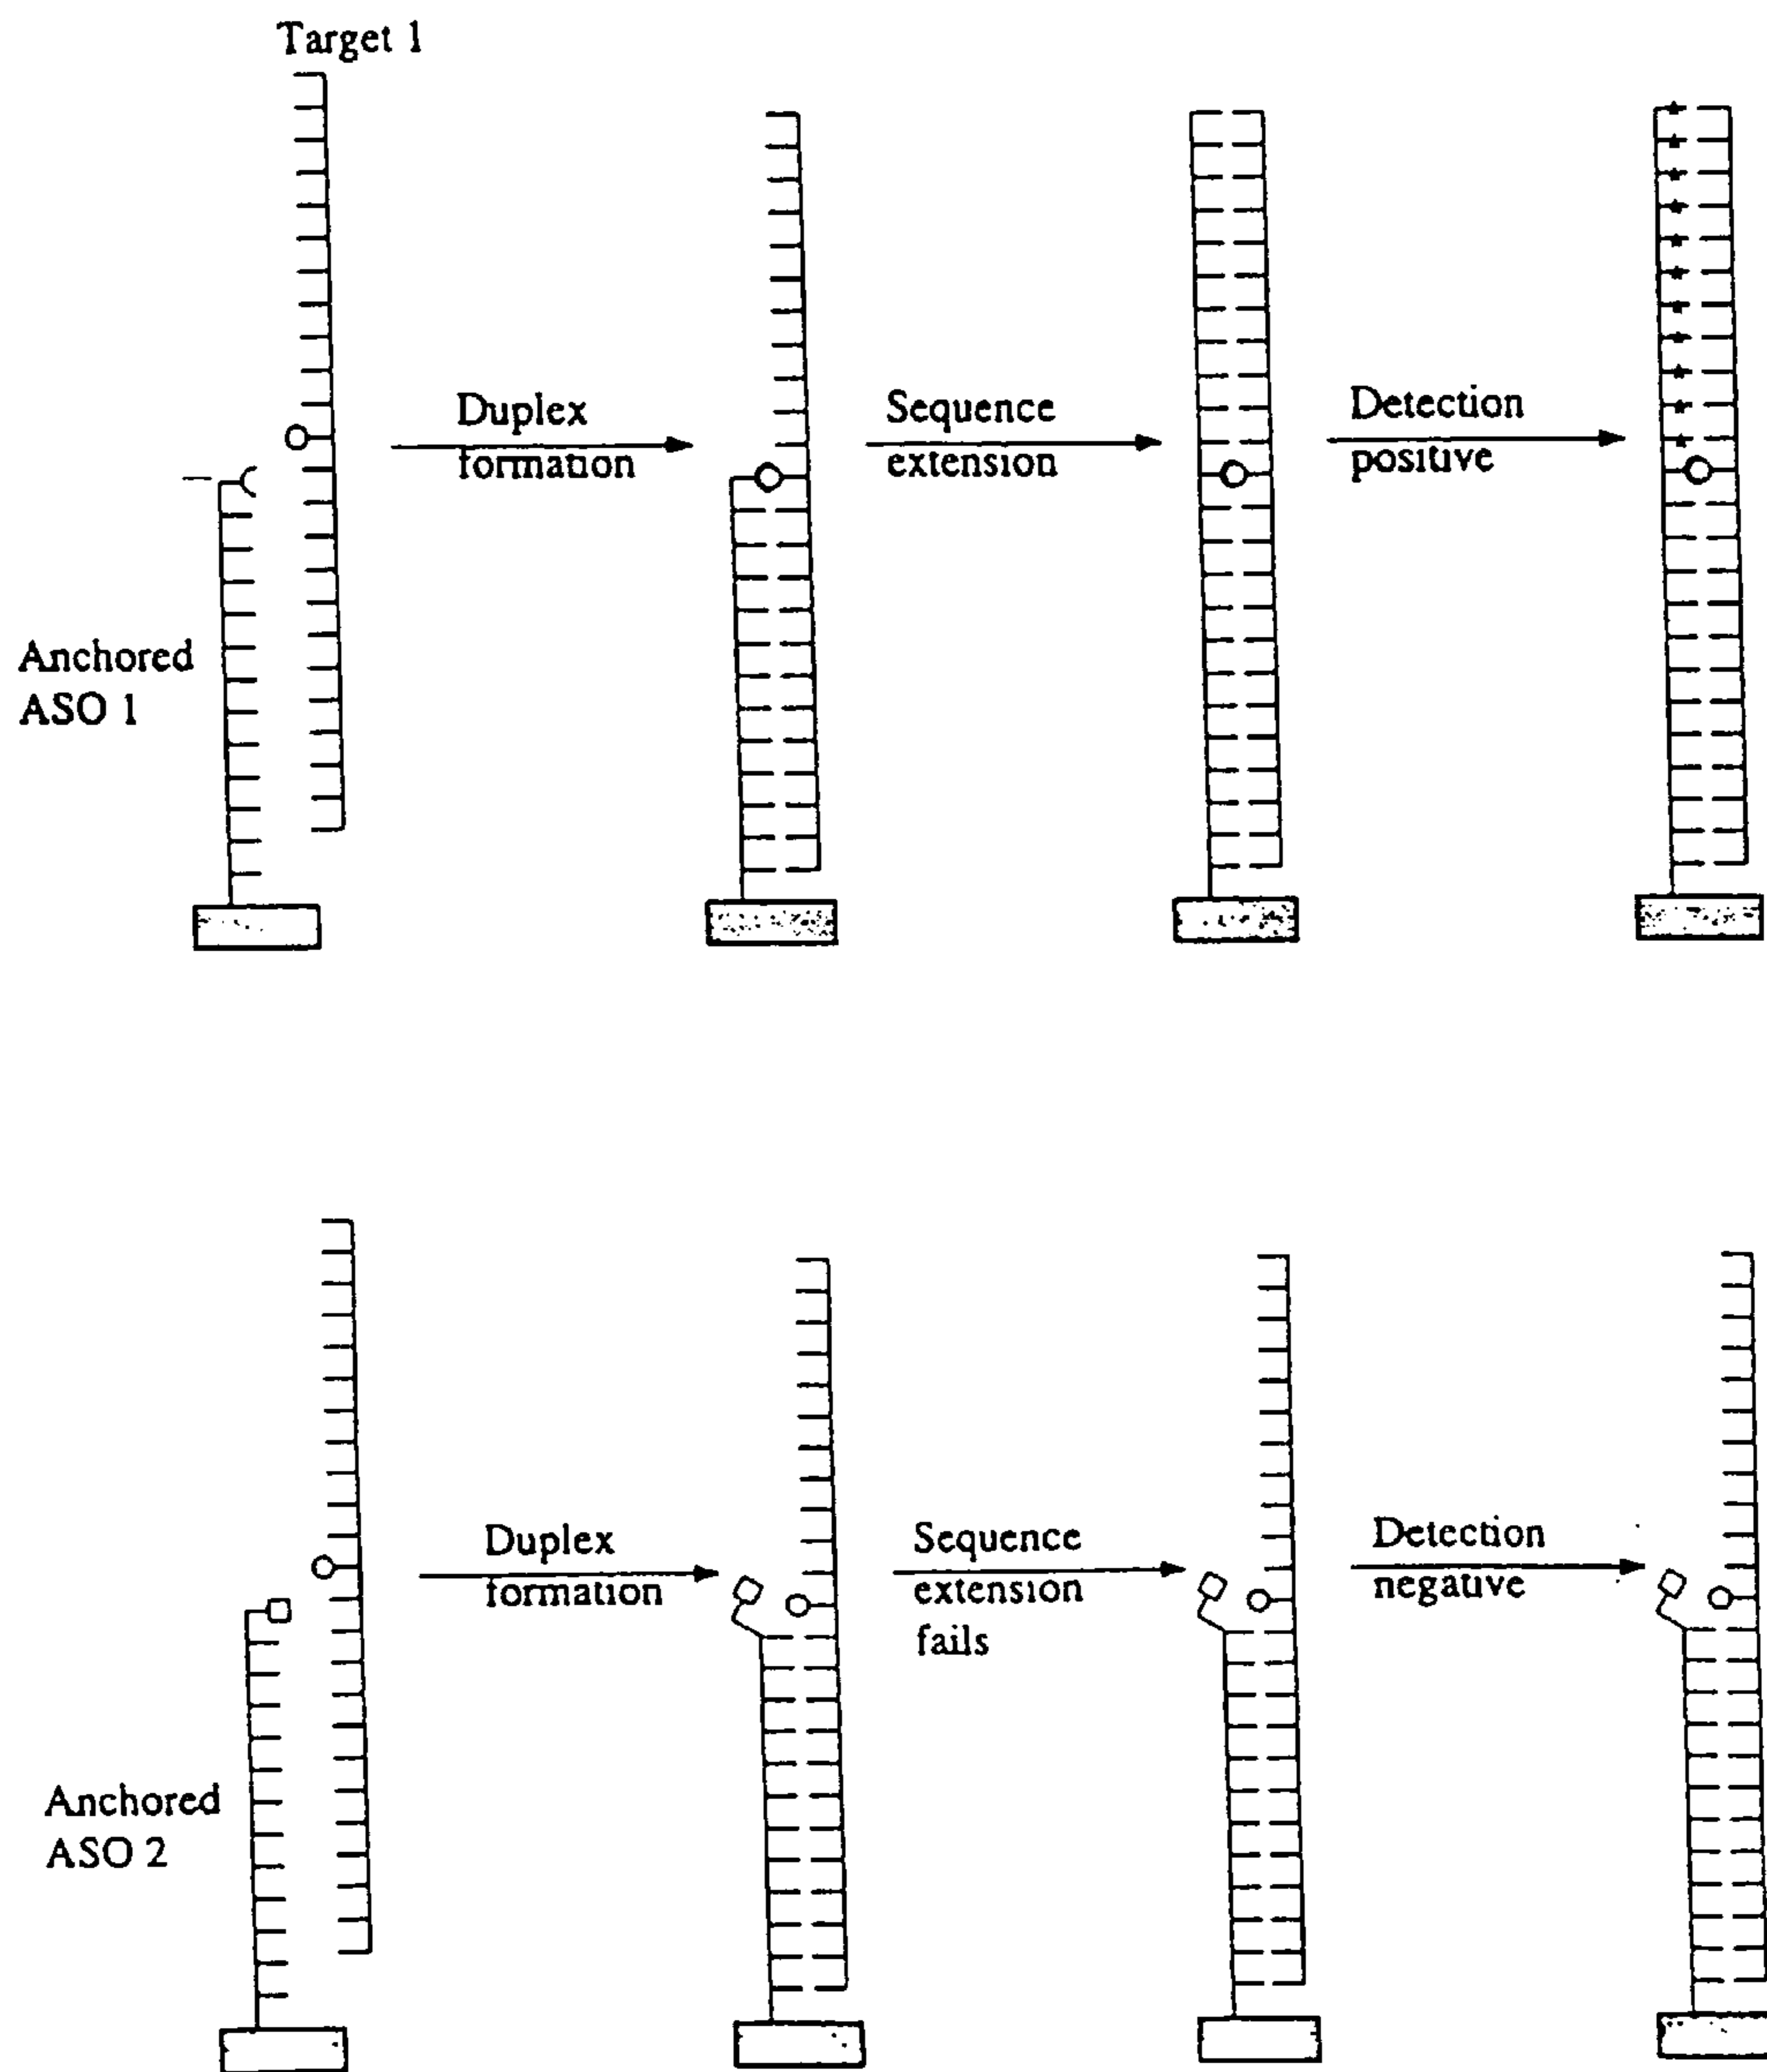 Target 1
Duplex
formation
Sequence
extension
Detection
positive
Anchored
ASO 1
Duplex
formation
Sequence
extension
fails
Detection
negative
Anchored
ASO 2